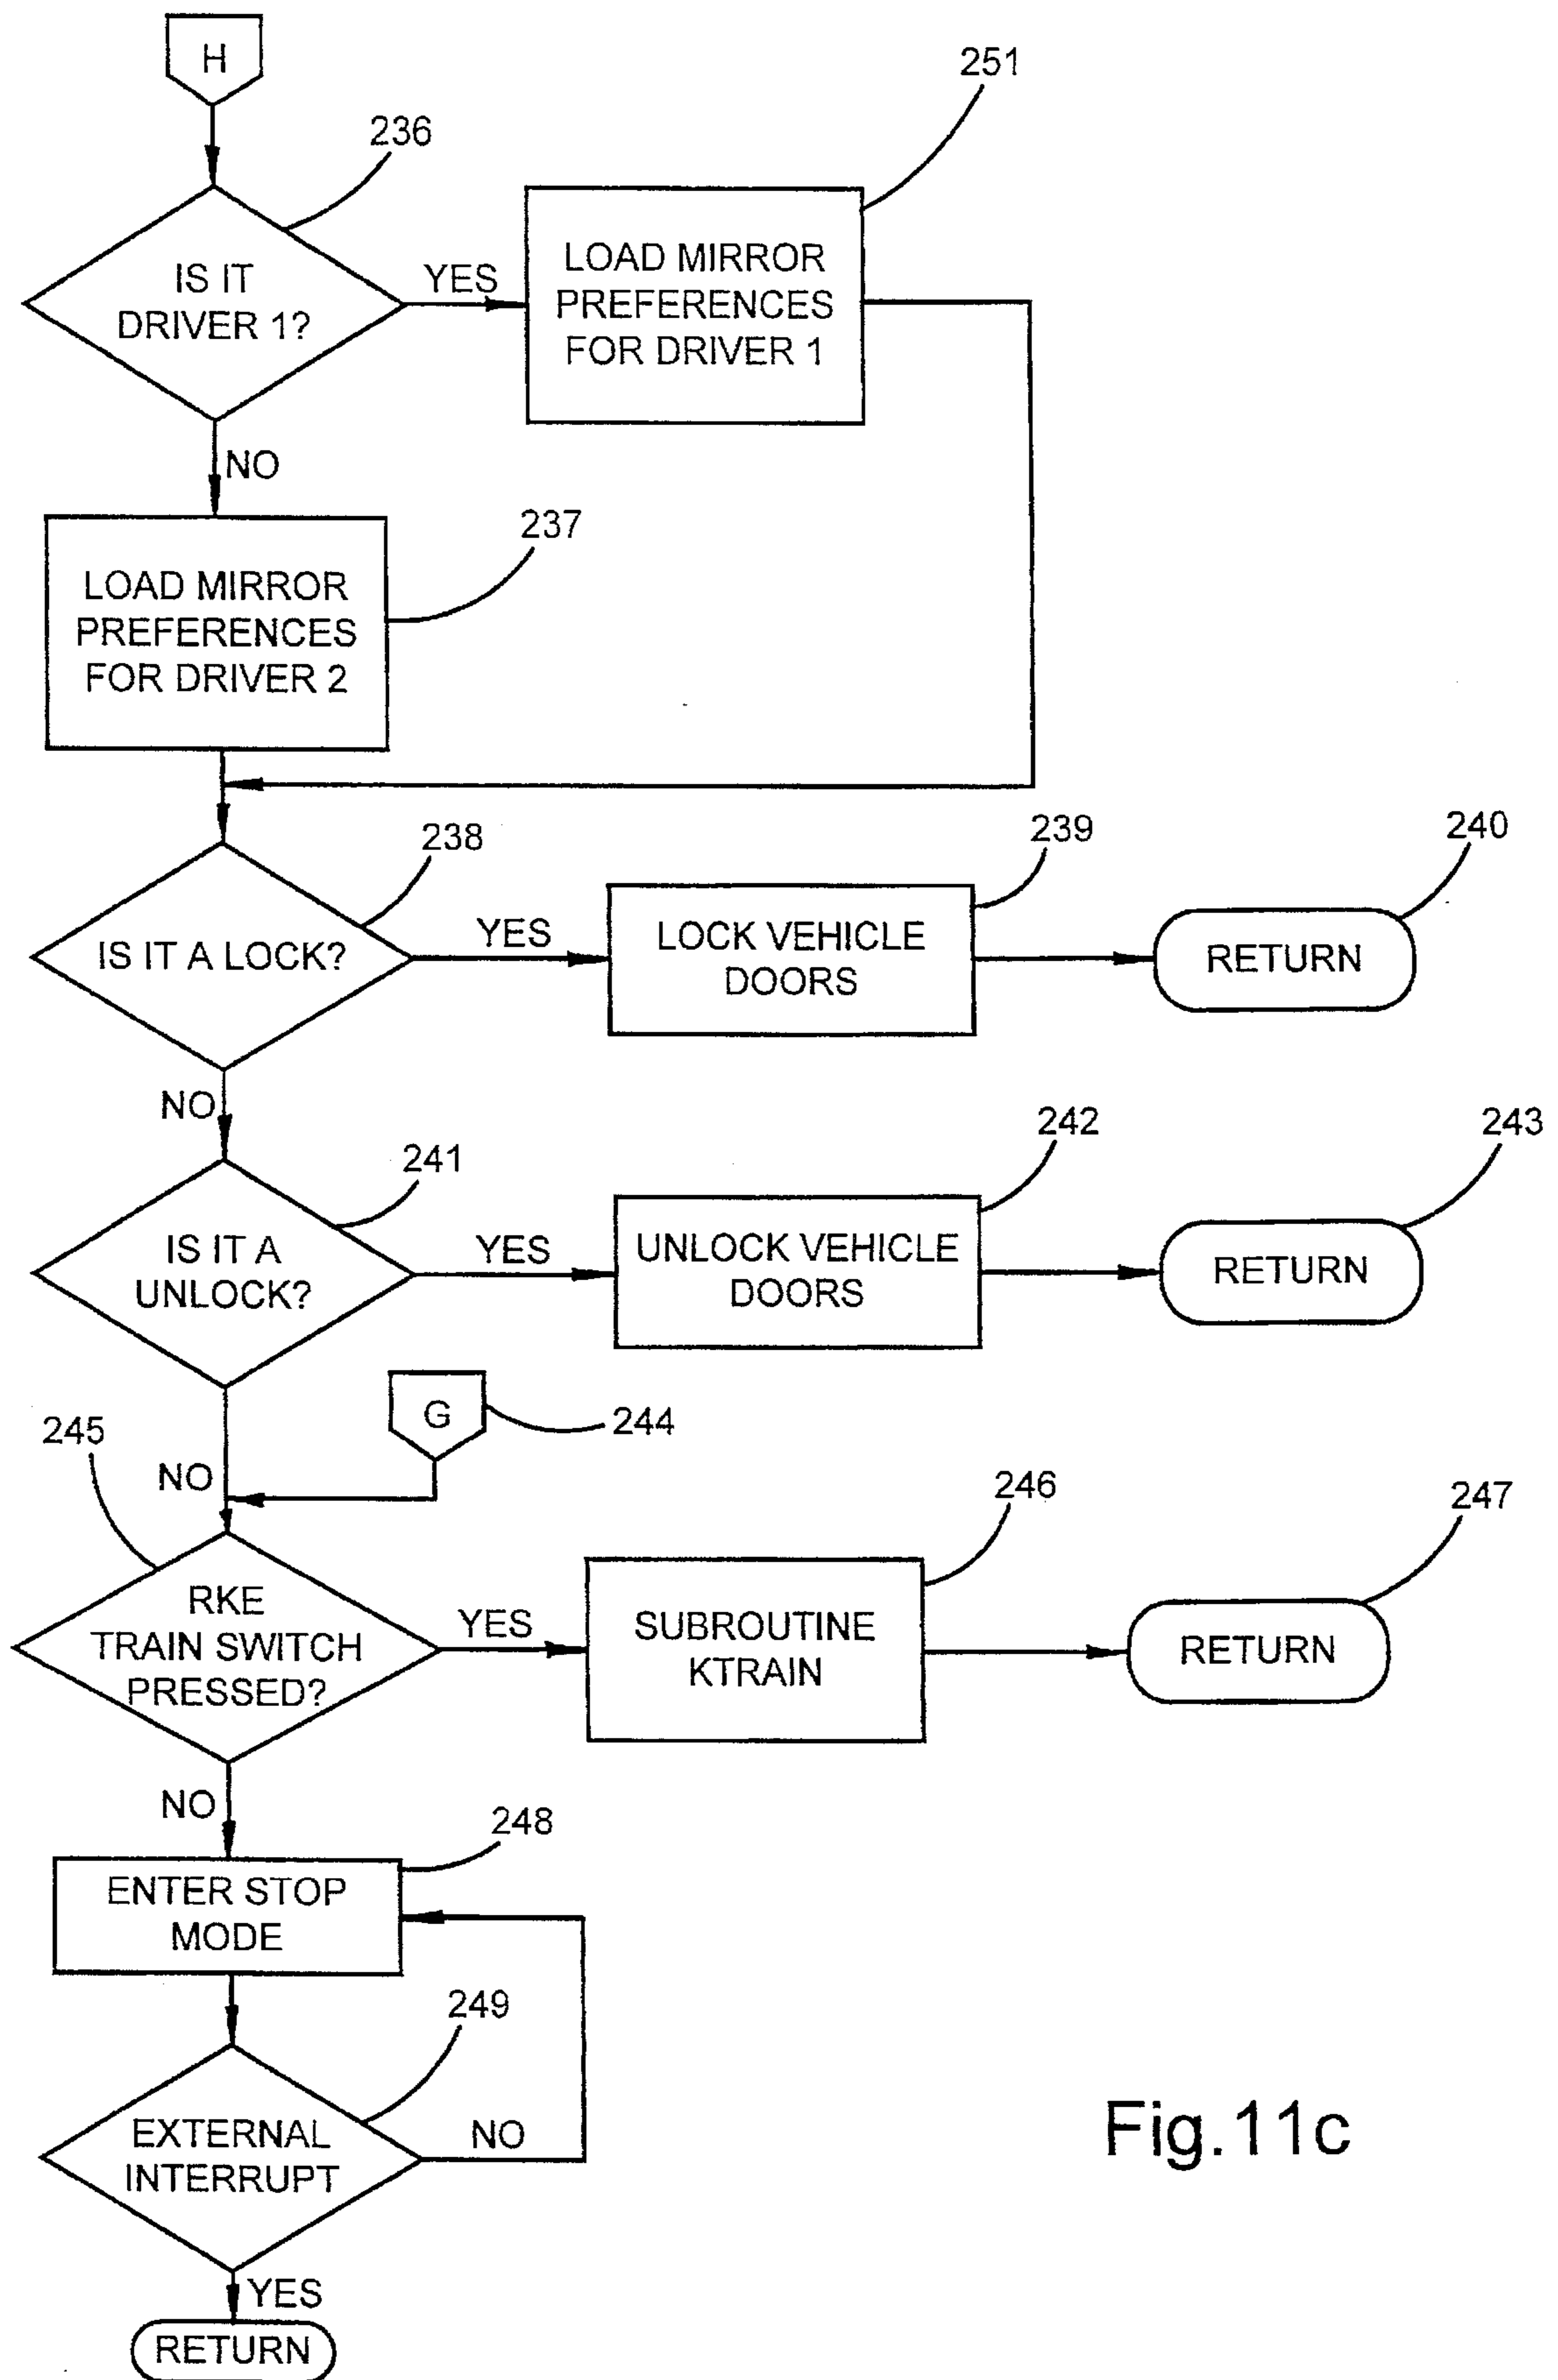 H
251
236
IS IT
DRIVER 1?
YES
LOAD MIRROR
PREFERENCES
FOR DRIVER 1
NO
237
LOAD MIRROR
PREFERENCES
FOR DRIVER 2
238
239
240
IS IT A LOCK?
YES
LOCK VEHICLE
DOORS
RETURN
NO
241
242
243
IS IT A
UNLOCK?
YES
UNLOCK VEHICLE
DOORS
RETURN
G
244
245
NO
246
247
RKE
TRAIN SWITCH
PRESSED?
YES
SUBROUTINE
KTRAIN
RETURN
NO
248
ENTER STOP
MODE
249
EXTERNAL
INTERRUPT
NO
Fig.11c
YES
RETURN